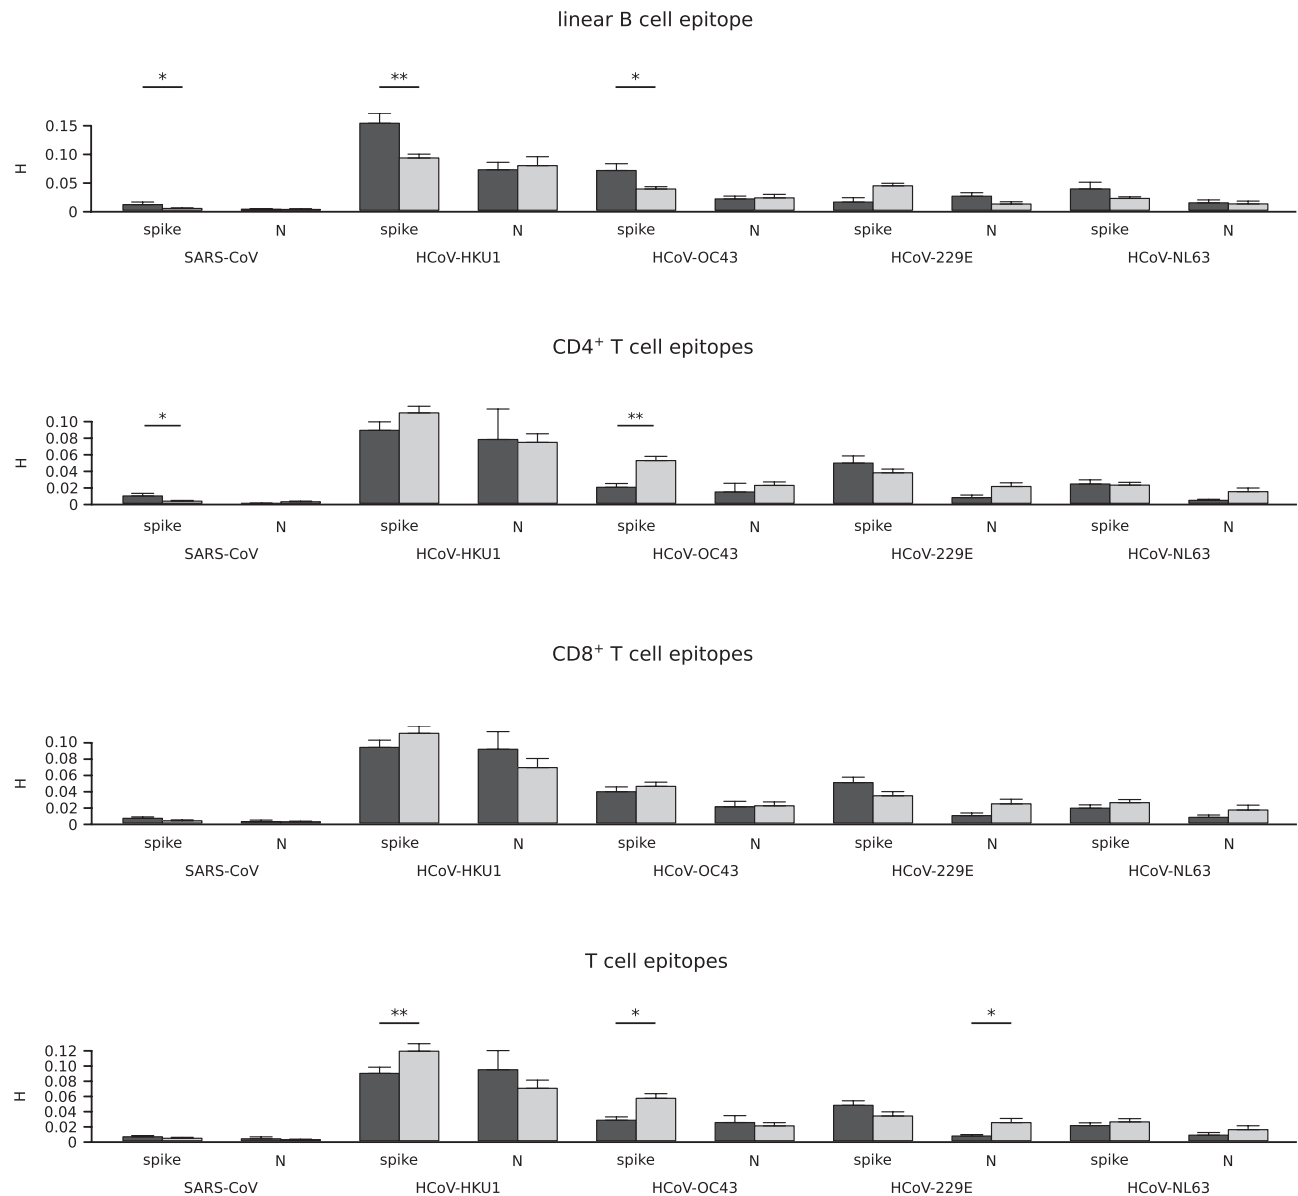 linear B cell epitope
* ** *
0.15
0.10
0.05
0
H
spike N spike N spike N spike N spike N
SARS-CoV HCoV-HKU1 HCoV-OC43 HCoV-229E HCoV-NL63
CD4⁺ T cell epitopes
* **
0.10
0.08
0.06
0.04
0.02
0
H
spike N spike N spike N spike N spike N
SARS-CoV HCoV-HKU1 HCoV-OC43 HCoV-229E HCoV-NL63
CD8⁺ T cell epitopes
0.10
0.08
0.06
0.04
0.02
0
H
spike N spike N spike N spike N spike N
SARS-CoV HCoV-HKU1 HCoV-OC43 HCoV-229E HCoV-NL63
T cell epitopes
** * *
0.12
0.10
0.08
0.06
0.04
0.02
0
H
spike N spike N spike N spike N spike N
SARS-CoV HCoV-HKU1 HCoV-OC43 HCoV-229E HCoV-NL63